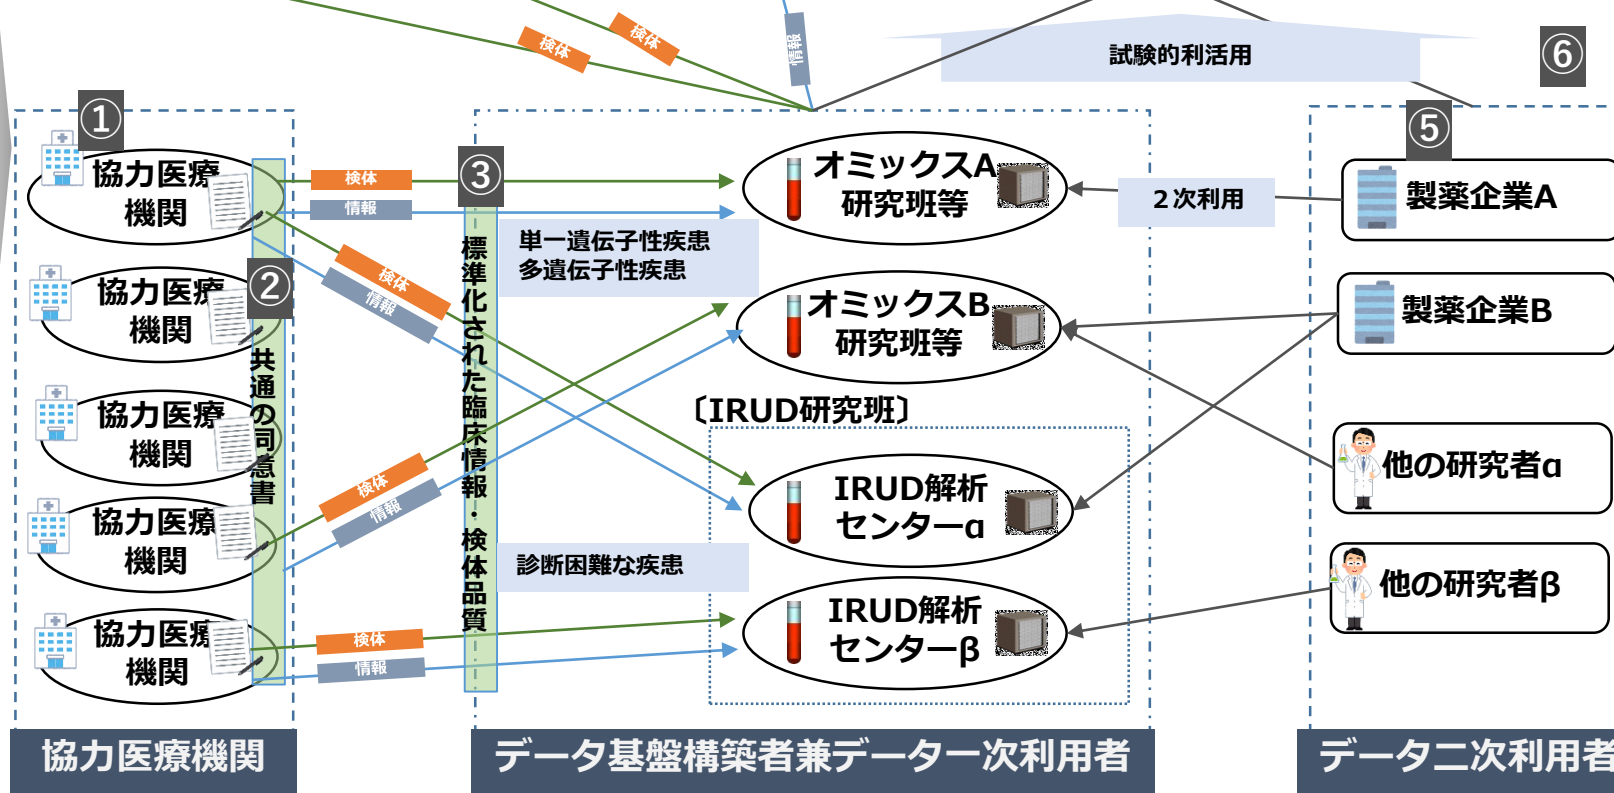 検体
検体
情報
試験的利活用
⑥
①
協力医療
機関
検体
情報
③
オミックスA
研究班等
２次利用
⑤
製薬企業A
単一遺伝子性疾患
多遺伝子性疾患
検体
情報
協力医療
機関
②
オミックスB
研究班等
製薬企業B
共通の同意書
標準化された臨床情報・検体品質
〔IRUD研究班〕
協力医療
機関
他の研究者α
検体
情報
IRUD解析
センターα
協力医療
機関
診断困難な疾患
他の研究者β
協力医療
機関
検体
情報
IRUD解析
センターβ
協力医療機関
データ基盤構築者兼データ一次利用者
データ二次利用者